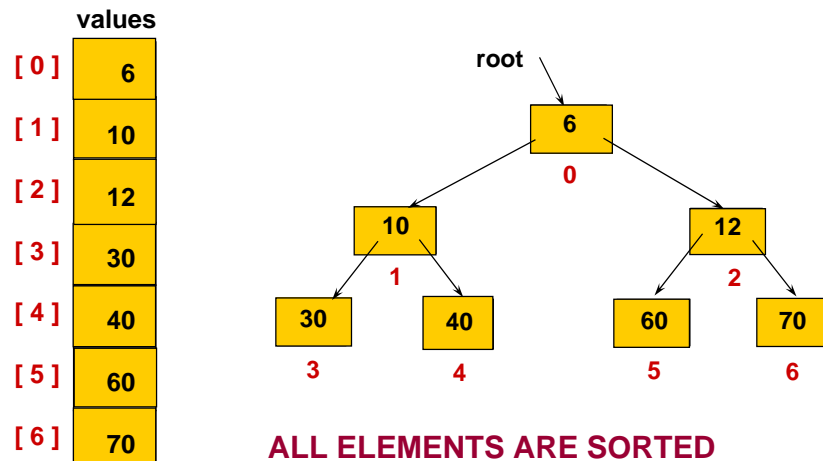 values
[ 0 ] 6
[ 1 ] 10
[ 2 ] 12
[ 3 ] 30
[ 4 ] 40
[ 5 ] 60
[ 6 ] 70
root
6
0
10 12
1 2
30 40 60 70
3 4 5 6
ALL ELEMENTS ARE SORTED